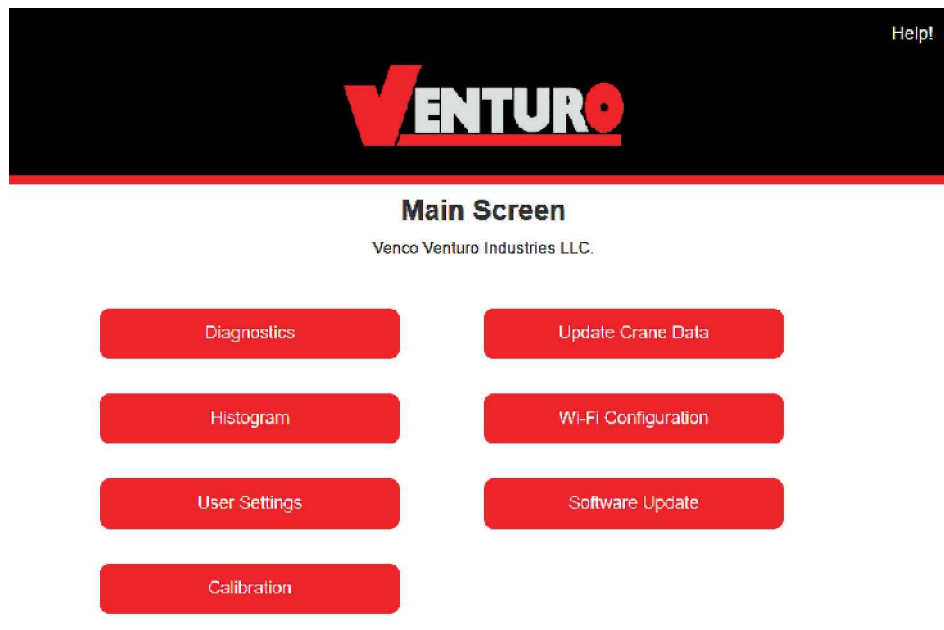 Help!
VENTURO
Main Screen
Venco Venturo Industries LLC.
Diagnostics
Update Crane Data
Histogram
Wi-Fi Configuration
User Settings
Software Update
Calibration